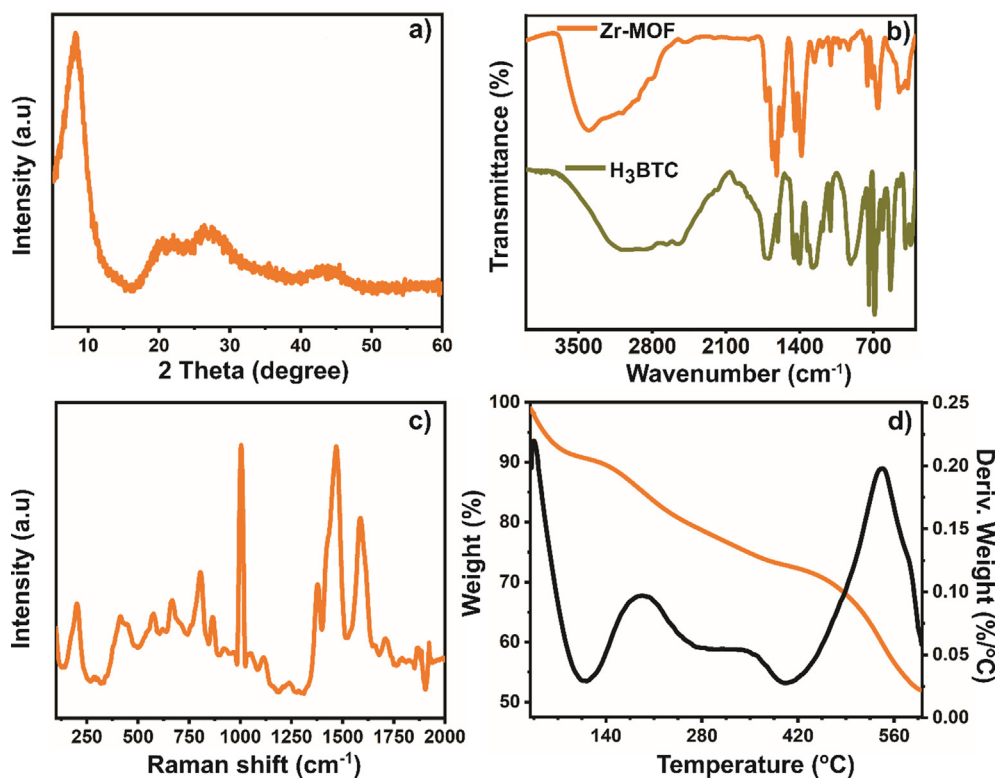 a)
Intensity (a.u)
10 20 30 40 50 60
2 Theta (degree)
b)
Zr-MOF
H₃BTC
Transmittance (%)
3500 2800 2100 1400 700
Wavenumber (cm⁻¹)
c)
Intensity (a.u)
250 500 750 1000 1250 1500 1750 2000
Raman shift (cm⁻¹)
d)
100
90
80
70
60
50
Weight (%)
0.25
0.20
0.15
0.10
0.05
0.00
Deriv. Weight (%/°C)
140 280 420 560
Temperature (°C)